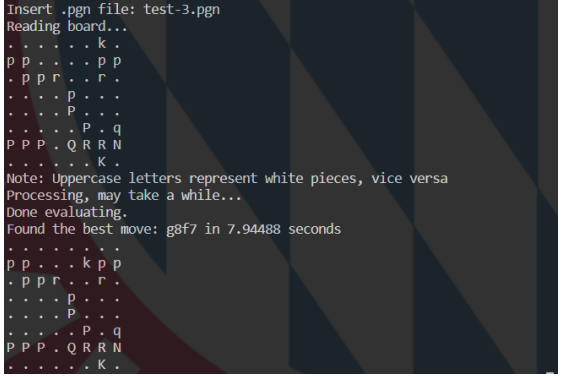 Insert .pgn file: test-3.pgn
Reading board...
. . . . . . k .
p p . . . . p p
. p p r . . r .
. . . . p . . .
. . . . P . . .
. . . . . P . q
P P P . Q R R N
. . . . . . K .
Note: Uppercase letters represent white pieces, vice versa
Processing, may take a while...
Done evaluating.
Found the best move: g8f7 in 7.94488 seconds
. . . . . . . .
p p . . . k p p
. p p r . . r .
. . . . p . . .
. . . . P . . .
. . . . . P . q
P P P . Q R R N
. . . . . . K .